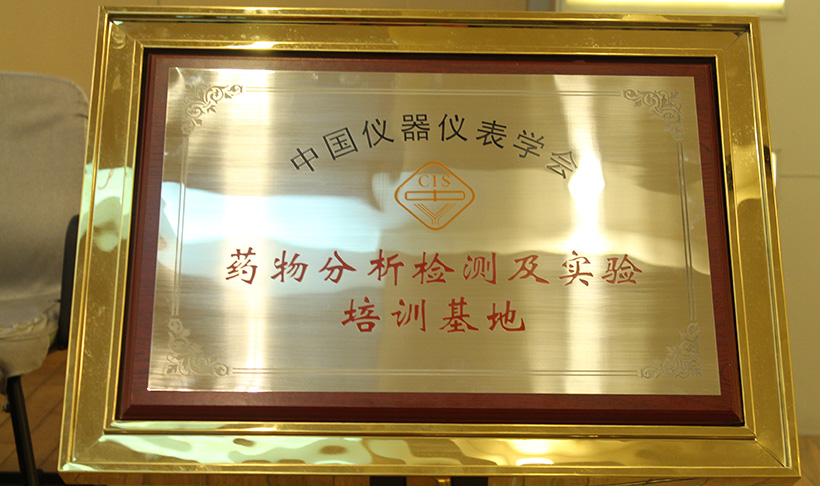 中国仪器仪表学会
CIS
药物分析检测及实验
培训基地